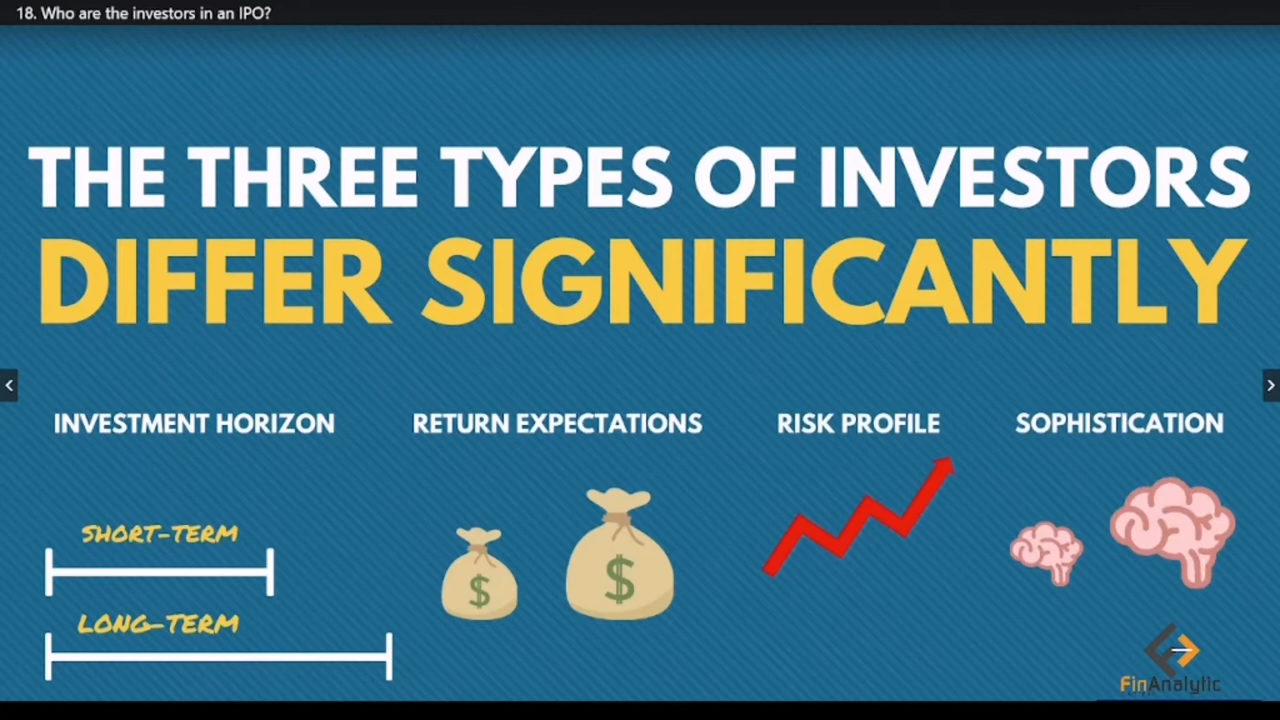 18. Who are the investors in an IPO?
THE THREE TYPES OF INVESTORS
DIFFER SIGNIFICANTLY
INVESTMENT HORIZON
RETURN EXPECTATIONS
RISK PROFILE
SOPHISTICATION
SHORT-TERM
LONG-TERM
$
$
FinAnalytic